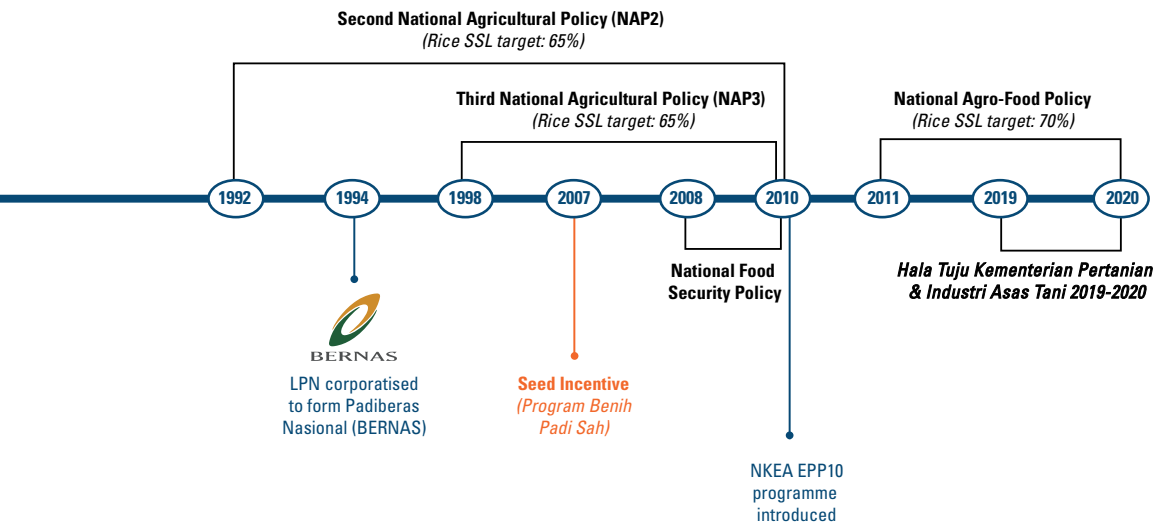 Second National Agricultural Policy (NAP2)
(Rice SSL target: 65%)
Third National Agricultural Policy (NAP3)
(Rice SSL target: 65%)
National Agro-Food Policy
(Rice SSL target: 70%)
1992
1994
1998
2007
2008
2010
2011
2019
2020
National Food
Security Policy
Hala Tuju Kementerian Pertanian
& Industri Asas Tani 2019-2020
BERNAS
LPN corporatised
to form Padiberas
Nasional (BERNAS)
Seed Incentive
(Program Benih
Padi Sah)
NKEA EPP10
programme
introduced